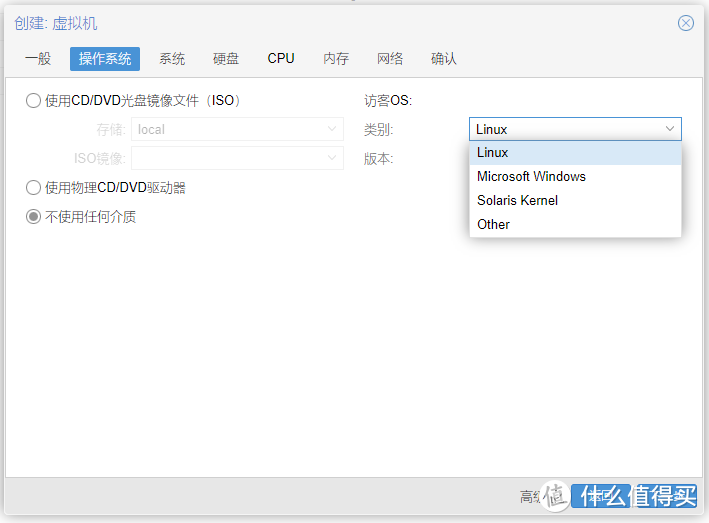 创建: 虚拟机
一般 操作系统 系统 硬盘 CPU 内存 网络 确认
使用CD/DVD光盘镜像文件（ISO） 访客OS:
存储: local 类别: Linux
ISO镜像: 版本:
Linux
使用物理CD/DVD驱动器 Microsoft Windows
Solaris Kernel
不使用任何介质
Other
高级
值 什么值得买